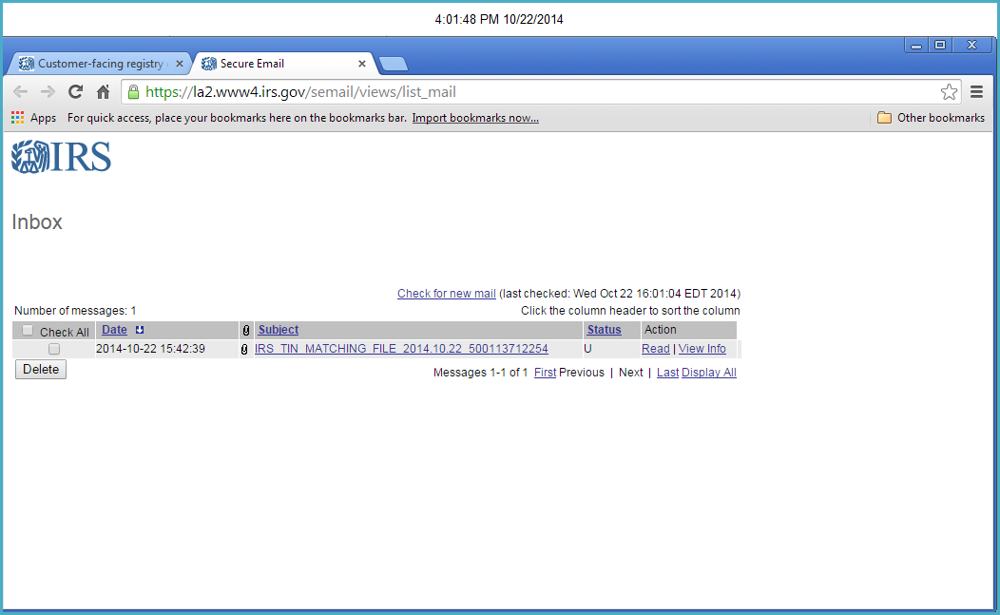 4:01:48 PM 10/22/2014
Customer-facing registry
Secure Email
https://la2.www4.irs.gov/semail/views/list_mail
Apps For quick access, place your bookmarks here on the bookmarks bar. Import bookmarks now... Other bookmarks
IRS
Inbox
Check for new mail (last checked: Wed Oct 22 16:01:04 EDT 2014)
Number of messages: 1 Click the column header to sort the column
Check All Date Subject Status Action
2014-10-22 15:42:39 IRS_TIN_MATCHING_FILE_2014.10.22_500113712254 U Read | View Info
Delete Messages 1-1 of 1 First Previous | Next | Last Display All